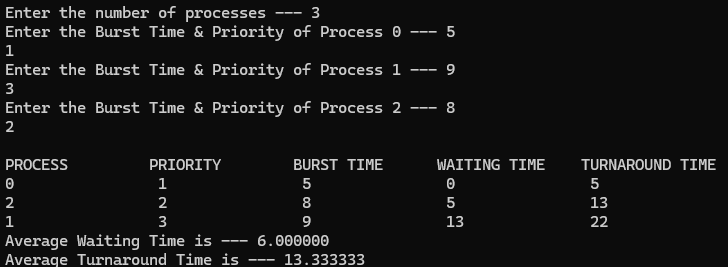 Enter the number of processes --- 3
Enter the Burst Time & Priority of Process 0 --- 5
1
Enter the Burst Time & Priority of Process 1 --- 9
3
Enter the Burst Time & Priority of Process 2 --- 8
2
PROCESS PRIORITY BURST TIME WAITING TIME TURNAROUND TIME
0 1 5 0 5
2 2 8 5 13
1 3 9 13 22
Average Waiting Time is --- 6.000000
Average Turnaround Time is --- 13.333333